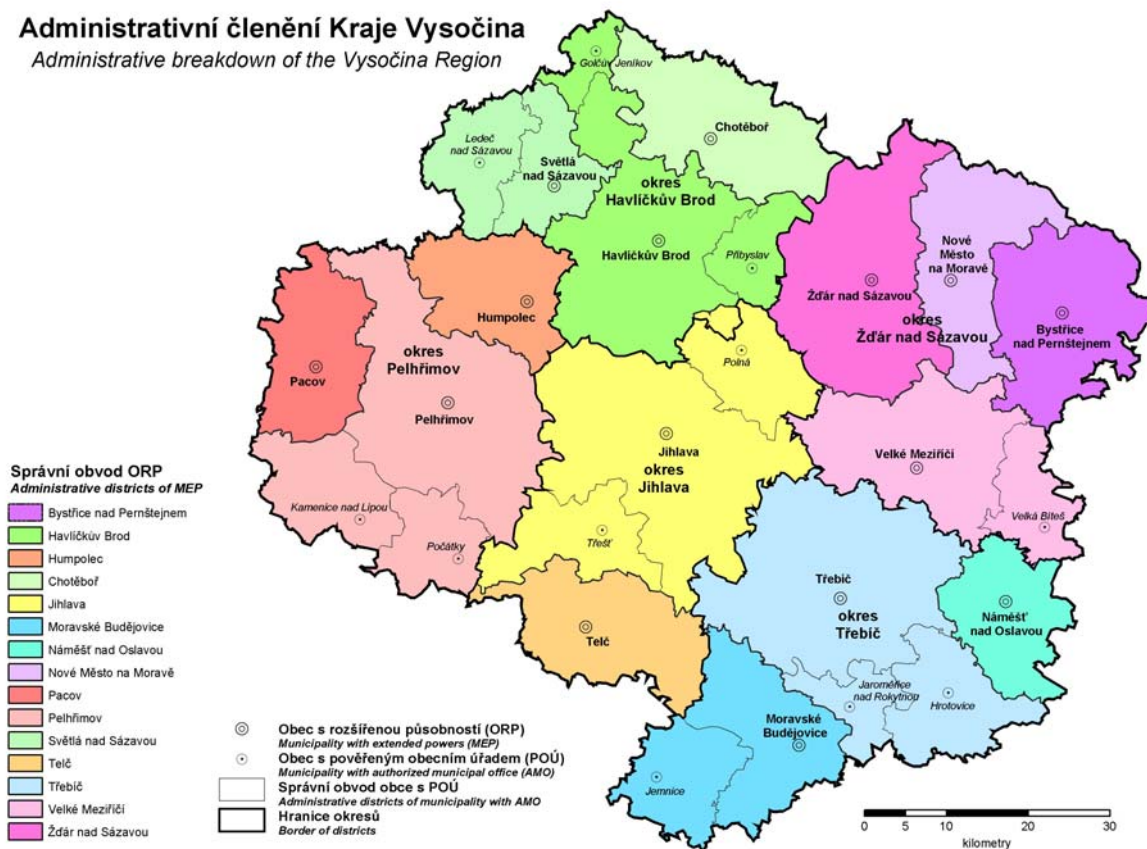 Administrativní členění Kraje Vysočina
Administrative breakdown of the Vysočina Region
Golčův Jeníkov
Chotěboř
Ledeč
nad Sázavou
Světlá
nad Sázavou
okres
Havlíčkův Brod
Havlíčkův Brod
Přibyslav
Nové
Město
na Moravě
Žďár nad Sázavou
okres
Žďár nad Sázavou
Bystřice
nad Pernštejnem
Humpolec
okres
Pelhřimov
Pacov
Pelhřimov
Polná
Jihlava
okres
Jihlava
Velké Meziříčí
Velká Bíteš
Kamenice nad Lipou
Počátky
Třešť
Telč
Třebíč
okres
Třebíč
Náměšť
nad Oslavou
Jaroměřice
nad Rokytnou
Hrotovice
Moravské
Budějovice
Jemnice
Správní obvod ORP
Administrative districts of MEP
Bystřice nad Pernštejnem
Havlíčkův Brod
Humpolec
Chotěboř
Jihlava
Moravské Budějovice
Náměšť nad Oslavou
Nové Město na Moravě
Pacov
Pelhřimov
Světlá nad Sázavou
Telč
Třebíč
Velké Meziříčí
Žďár nad Sázavou
Obec s rozšířenou působností (ORP)
Municipality with extended powers (MEP)
Obec s pověřeným obecním úřadem (POÚ)
Municipality with authorized municipal office (AMO)
Správní obvod obce s POÚ
Administrative districts of municipality with AMO
Hranice okresů
Border of districts
0 5 10 20 30
kilometry